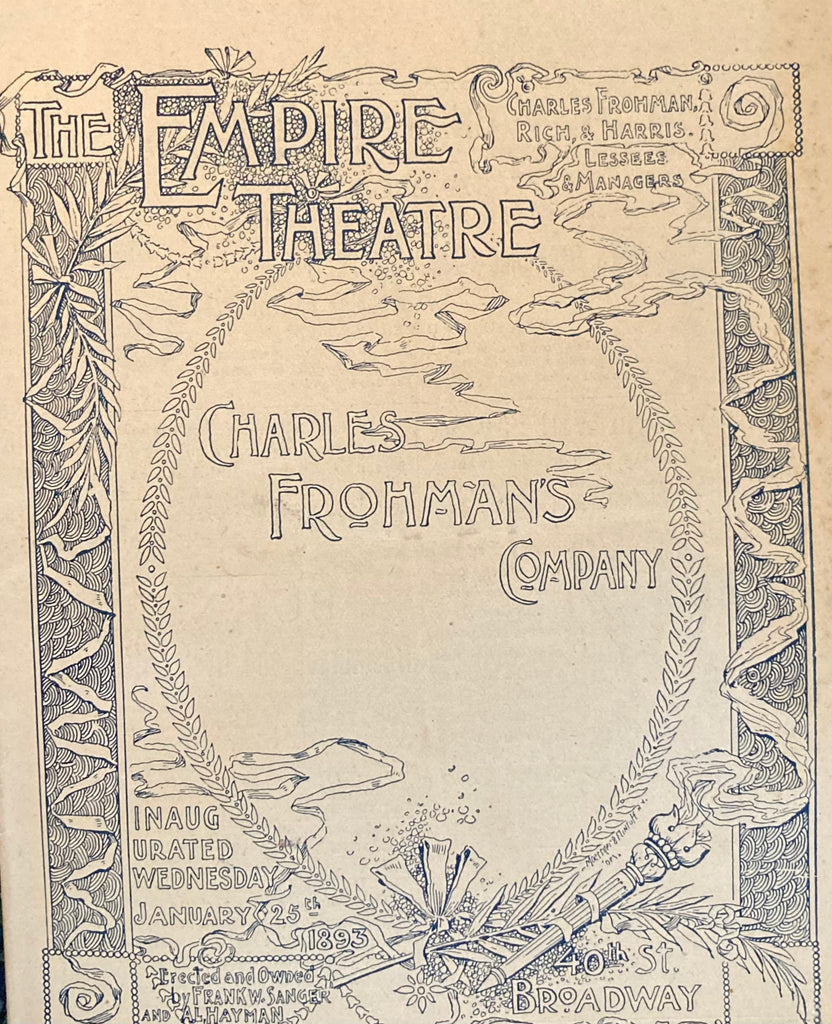 THE EMPIRE
THEATRE
CHARLES FROHMAN,
RICH, & HARRIS.
LESSEES
& MANAGERS
CHARLES
FROHMAN'S
COMPANY
INAUG
URATED
WEDNESDAY
JANUARY 25th
1893
Erected and Owned
by FRANK W. SANGER
AND AL HAYMAN
40th St.
BROADWAY